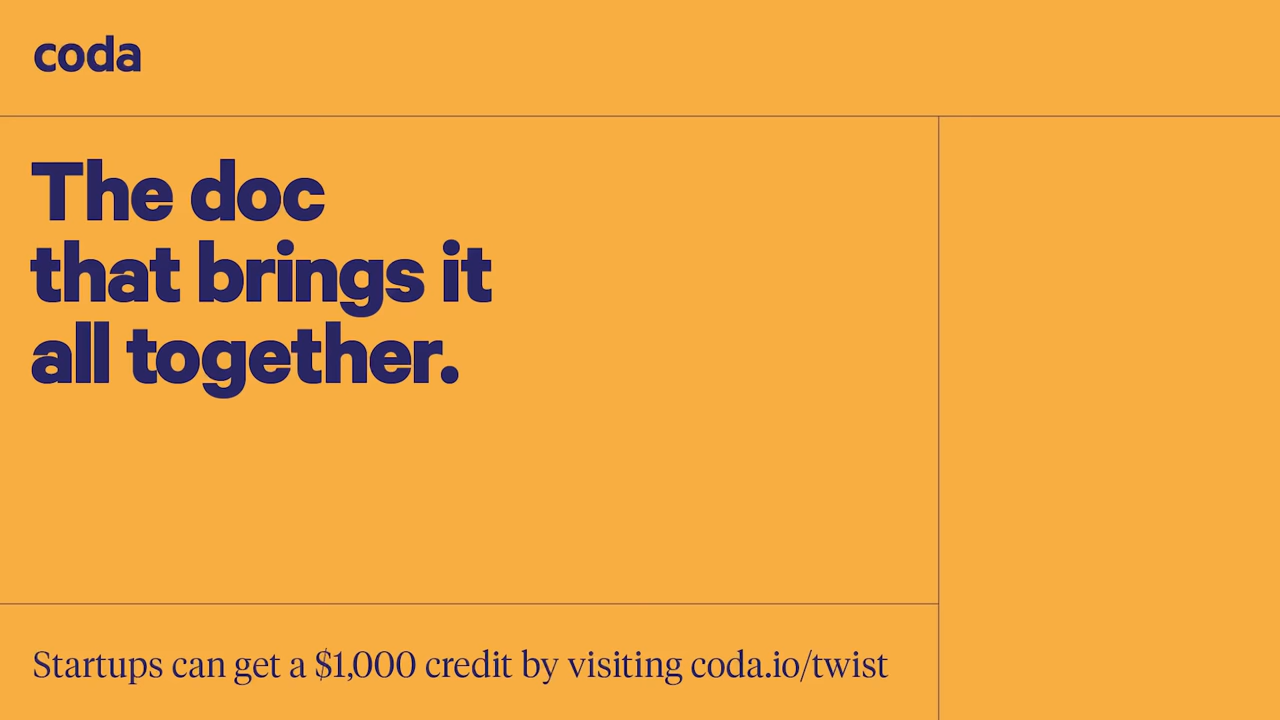 coda
The doc
that brings it
all together.
Startups can get a $1,000 credit by visiting coda.io/twist